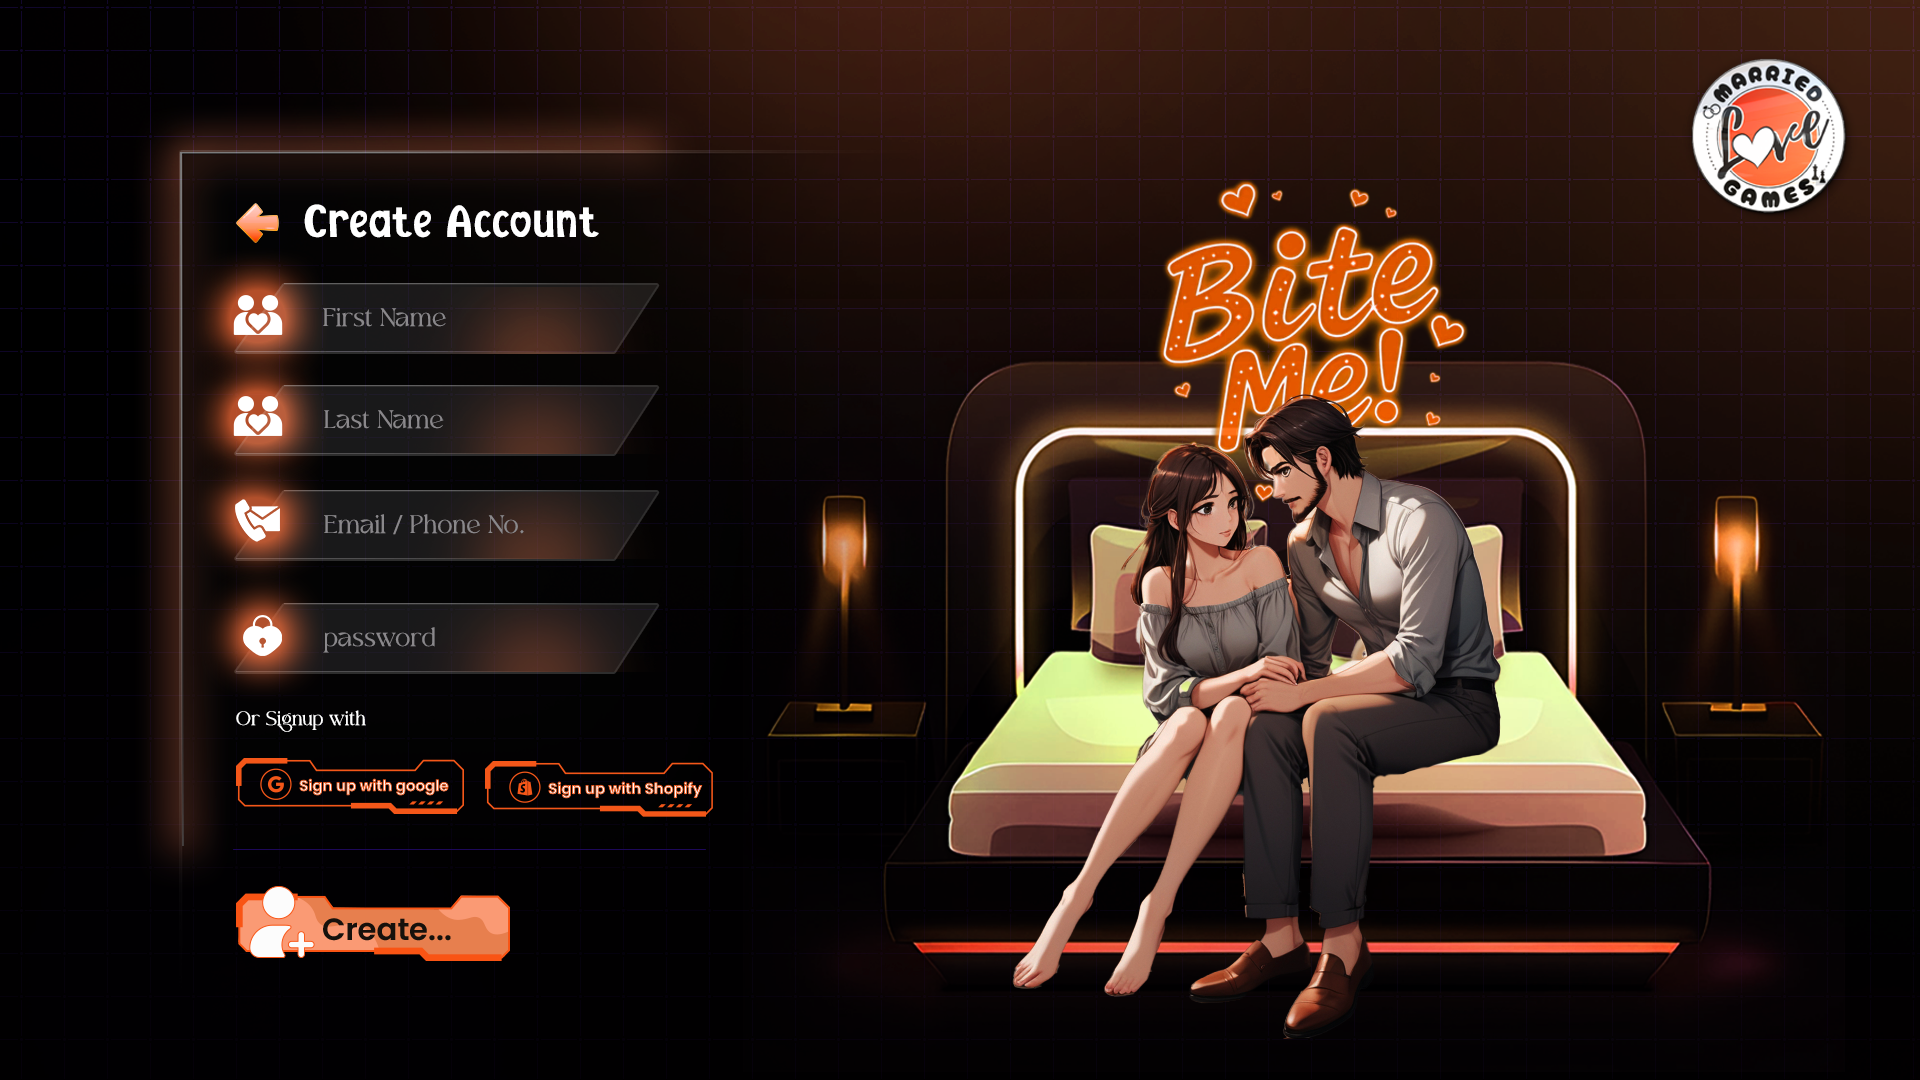 MARRIED
Love
GAMES
Create Account
First Name
Last Name
Email / Phone No.
password
Or Signup with
G Sign up with google
Sign up with Shopify
Create...
Bite
Me!